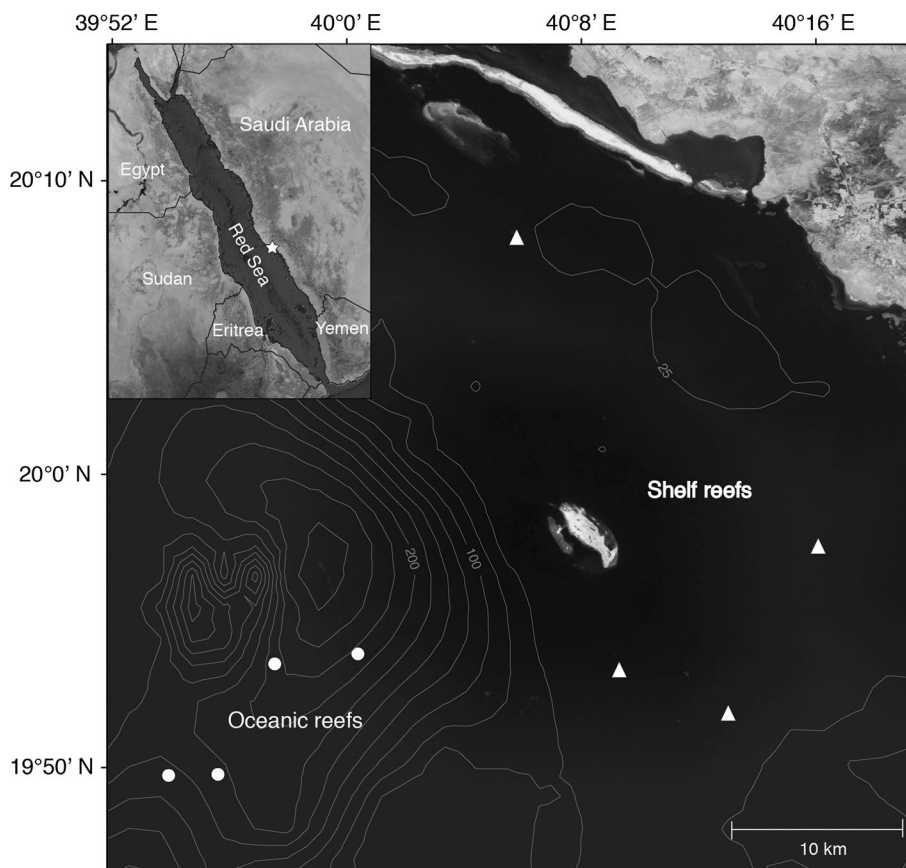 39°52’ E
40°0’ E
40°8’ E
40°16’ E
Saudi Arabia
20°10’ N
Egypt
Red Sea
Sudan
Eritrea
Yemen
25
20°0’ N
Shelf reefs
200
100
Oceanic reefs
19°50’ N
10 km